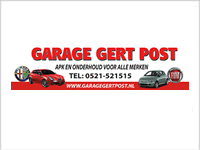 GARAGE GERT POST
APK EN ONDERHOUD VOOR ALLE MERKEN
TEL: 0521-521515
WWW.GARAGEGERTPOST.NL